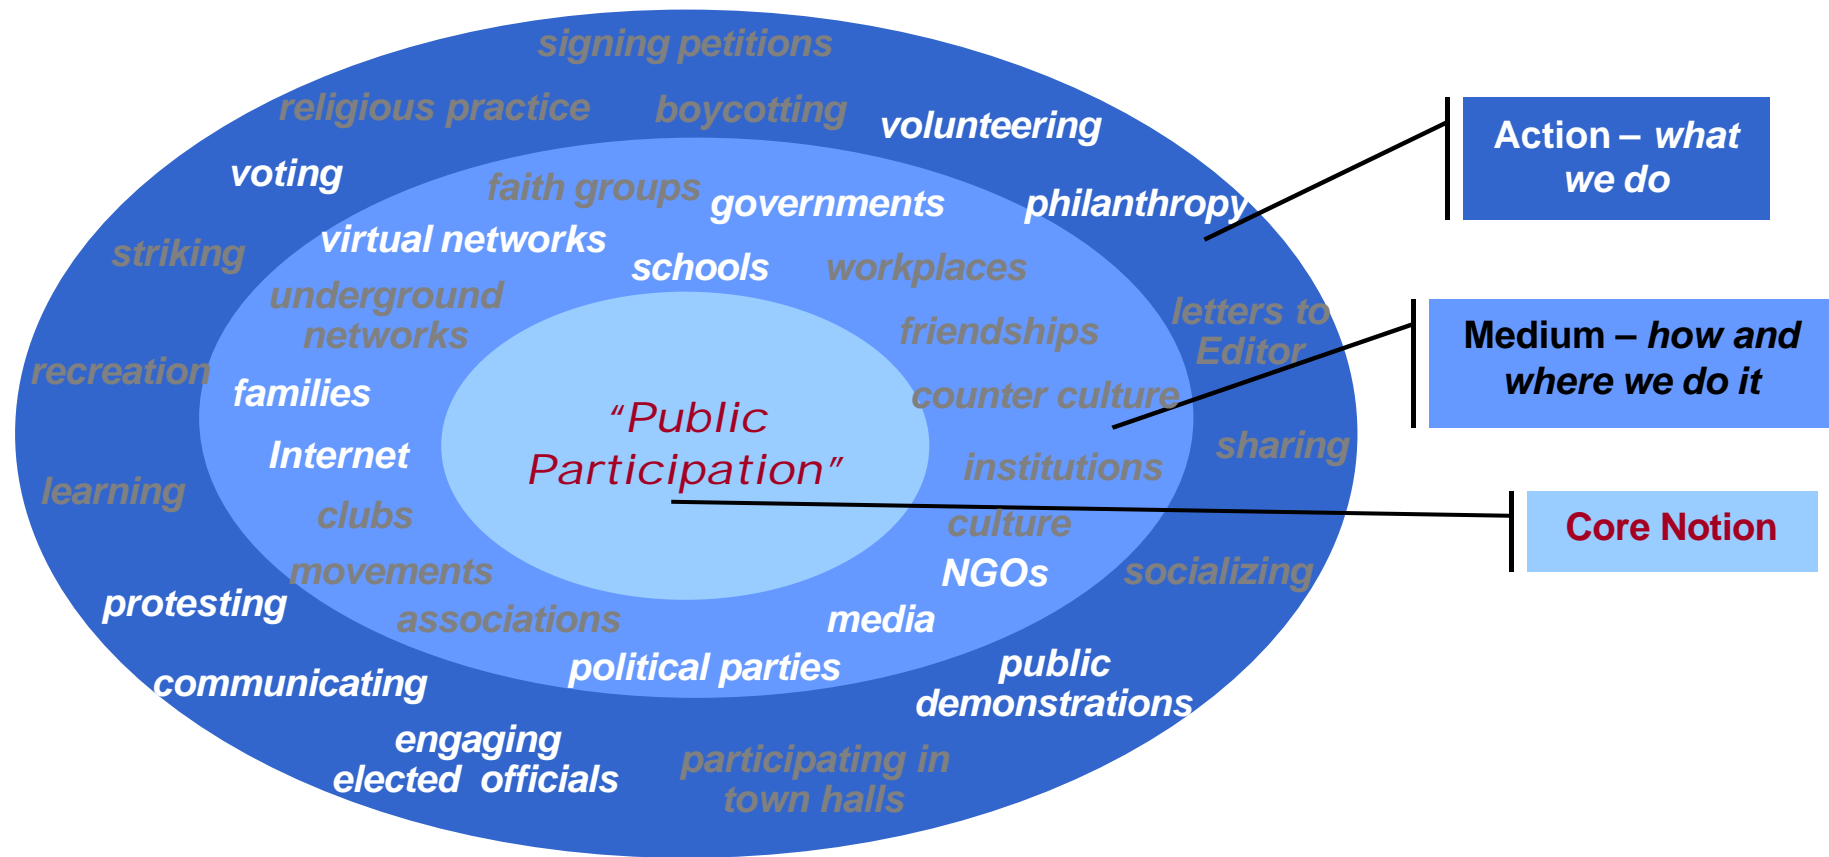 signing petitions
religious practice
boycotting
volunteering
voting
faith groups
governments
philanthropy
striking
virtual networks
schools
workplaces
underground
networks
friendships
letters to
Editor
recreation
families
counter culture
"Public
Participation"
Internet
institutions
sharing
learning
clubs
culture
movements
NGOs
socializing
protesting
associations
media
communicating
political parties
public
demonstrations
engaging
elected officials
participating in
town halls
Action – what
we do
Medium – how and
where we do it
Core Notion